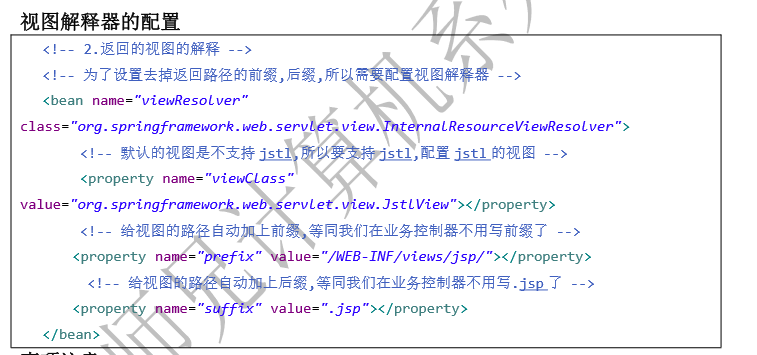 视图解释器的配置
<!-- 2.返回的视图的解释 -->
<!-- 为了设置去掉返回路径的前缀,后缀,所以需要配置视图解释器 -->
<bean name="viewResolver"
class="org.springframework.web.servlet.view.InternalResourceViewResolver">
<!-- 默认的视图是不支持 jstl,所以要支持 jstl,配置 jstl 的视图 -->
<property name="viewClass"
value="org.springframework.web.servlet.view.JstlView"></property>
<!-- 给视图的路径自动加上前缀,等同我们在业务控制器不用写前缀了 -->
<property name="prefix" value="/WEB-INF/views/jsp/"></property>
<!-- 给视图的路径自动加上后缀,等同我们在业务控制器不用写.jsp 了 -->
<property name="suffix" value=".jsp"></property>
</bean>
师兄计算机系